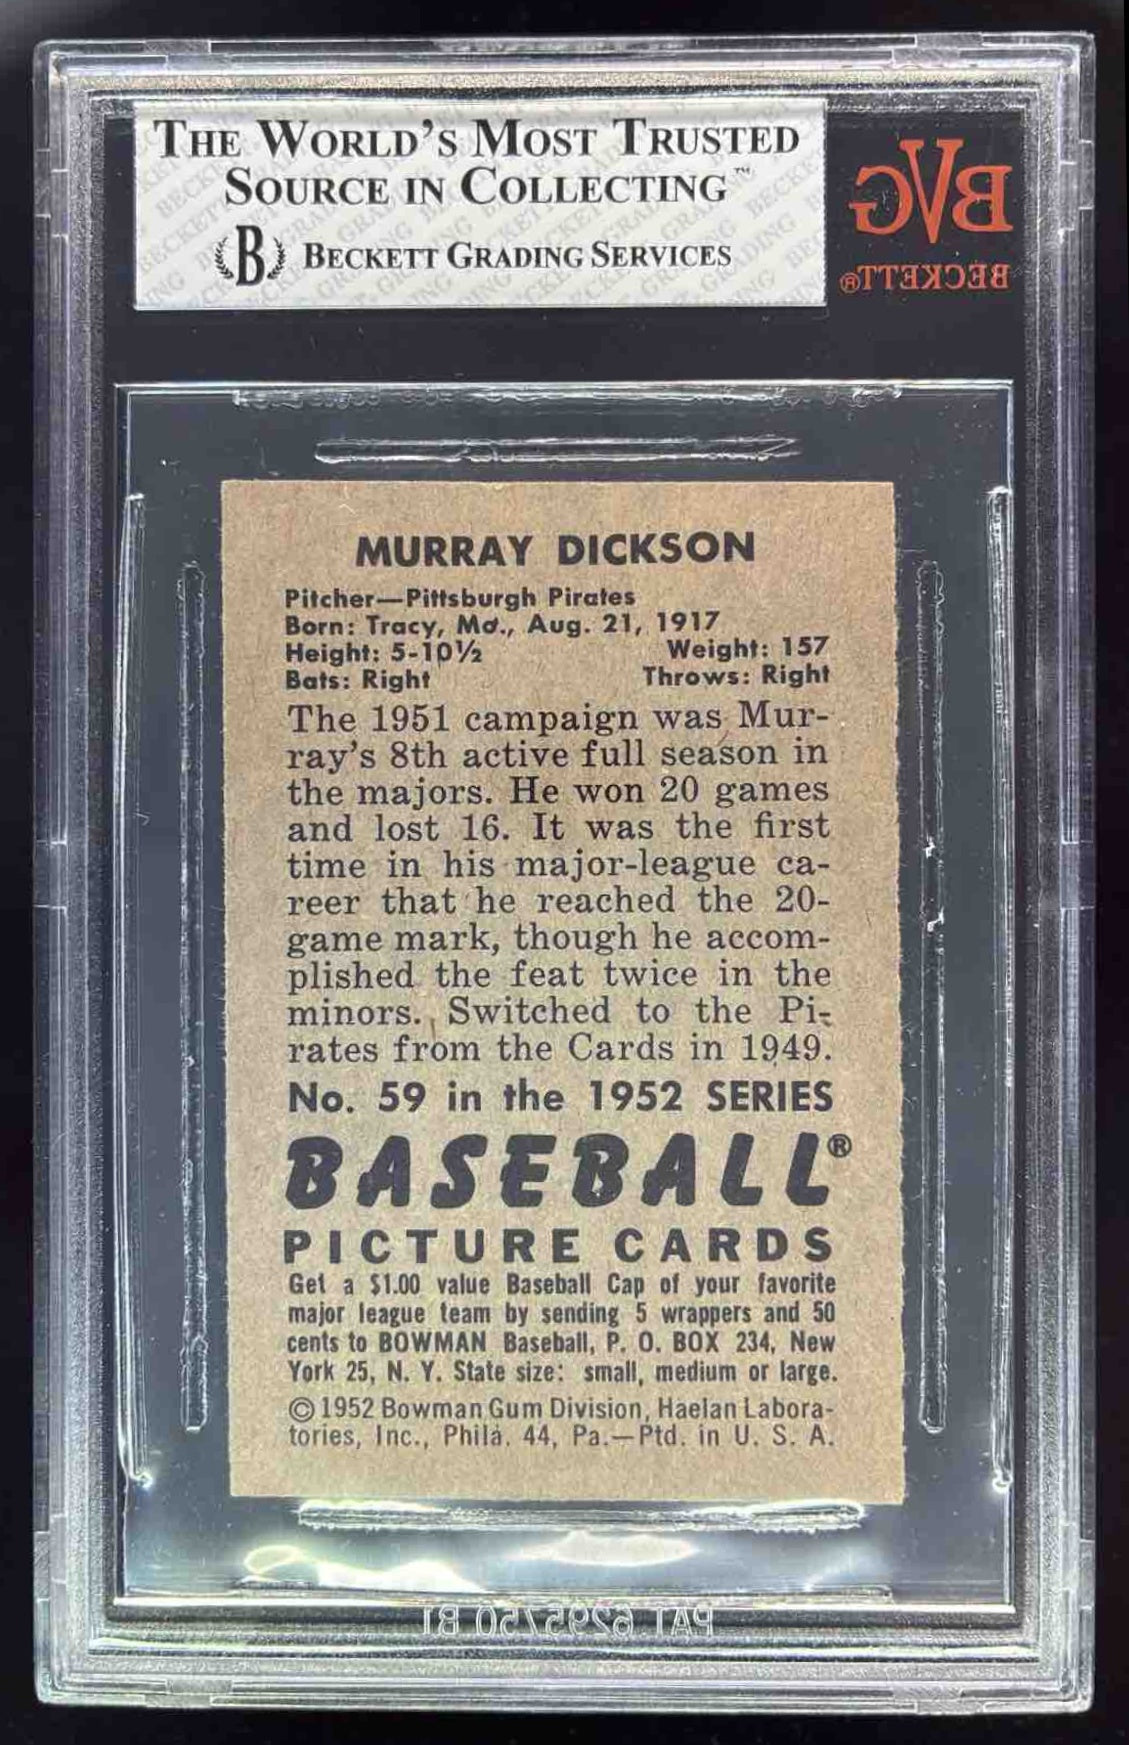 THE WORLD'S MOST TRUSTED
SOURCE IN COLLECTING™
B BECKETT GRADING SERVICES
BVG
BECKETT®
MURRAY DICKSON
Pitcher—Pittsburgh Pirates
Born: Tracy, Mo., Aug. 21, 1917
Height: 5-10½ Weight: 157
Bats: Right Throws: Right
The 1951 campaign was Mur-
ray's 8th active full season in
the majors. He won 20 games
and lost 16. It was the first
time in his major-league ca-
reer that he reached the 20-
game mark, though he accom-
plished the feat twice in the
minors. Switched to the Pi-
rates from the Cards in 1949.
No. 59 in the 1952 SERIES
BASEBALL®
PICTURE CARDS
Get a $1.00 value Baseball Cap of your favorite
major league team by sending 5 wrappers and 50
cents to BOWMAN Baseball, P. O. BOX 234, New
York 25, N. Y. State size: small, medium or large.
© 1952 Bowman Gum Division, Haelan Labora-
tories, Inc., Phila. 44, Pa.—Ptd. in U. S. A.
PAT. 6295750 B1